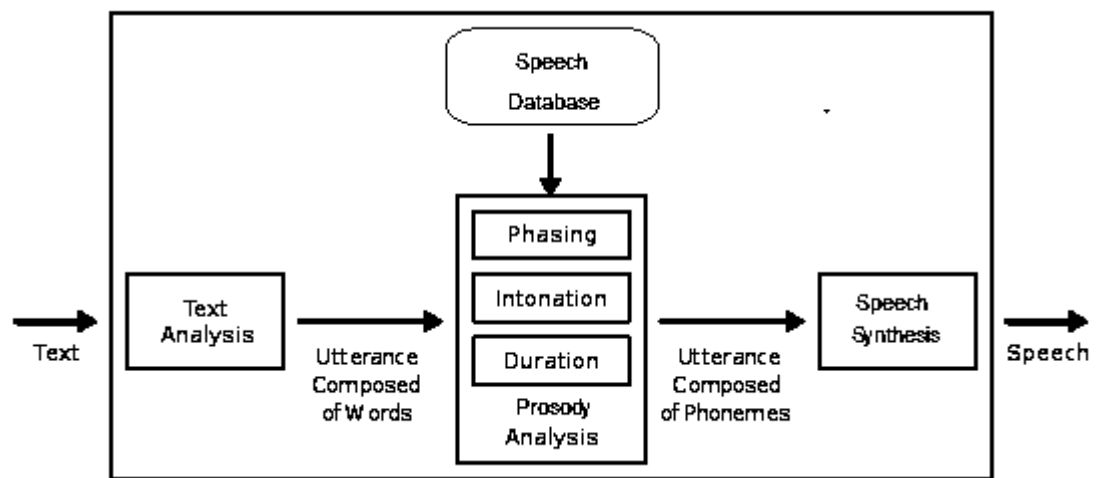 Speech
Database
Phasing
Intonation
Duration
Prosody
Analysis
Text
Analysis
Speech
Synthesis
Text
Utterance
Composed
of Words
Utterance
Composed
of Phonemes
Speech